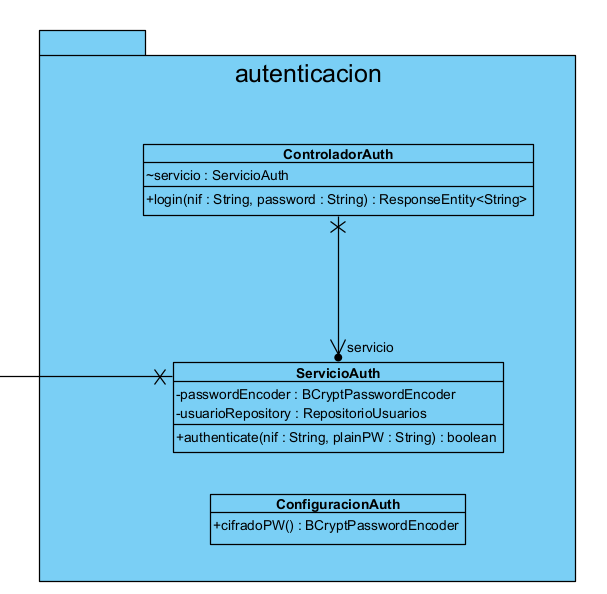 autenticacion
ControladorAuth
~servicio : ServicioAuth
+login(nif : String, password : String) : ResponseEntity<String>
servicio
ServicioAuth
-passwordEncoder : BCryptPasswordEncoder
-usuarioRepository : RepositorioUsuarios
+authenticate(nif : String, plainPW : String) : boolean
ConfiguracionAuth
+cifradoPW() : BCryptPasswordEncoder